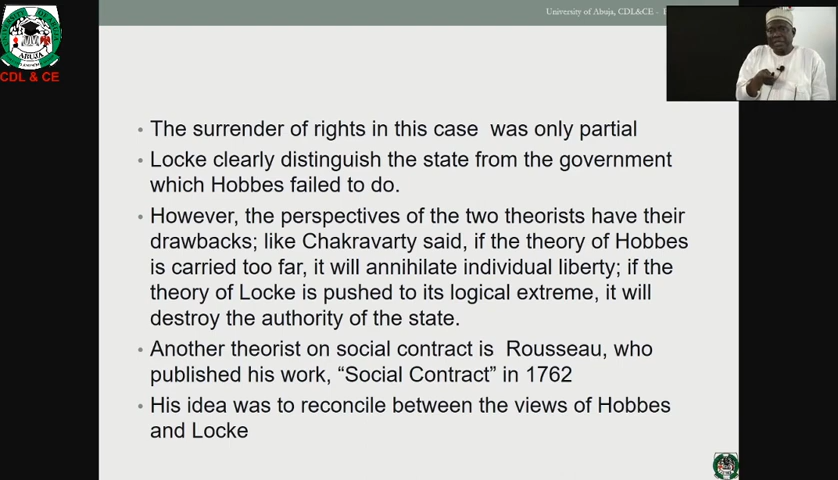 University of Abuja, CDL&CE -
ABUJA
CDL & CE
• The surrender of rights in this case was only partial
• Locke clearly distinguish the state from the government
which Hobbes failed to do.
• However, the perspectives of the two theorists have their
drawbacks; like Chakravarty said, if the theory of Hobbes
is carried too far, it will annihilate individual liberty; if the
theory of Locke is pushed to its logical extreme, it will
destroy the authority of the state.
• Another theorist on social contract is Rousseau, who
published his work, “Social Contract” in 1762
• His idea was to reconcile between the views of Hobbes
and Locke